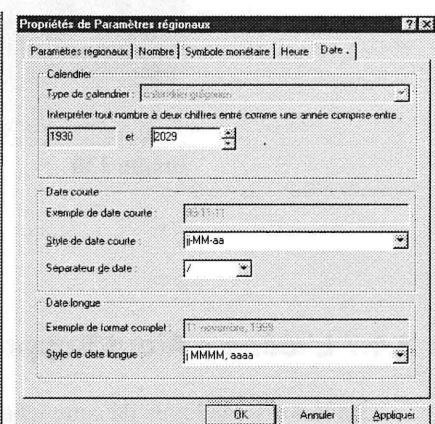 Propriétés de Paramètres régionaux
Paramètres régionaux Nombre Symbole monétaire Heure Date
Calendrier
Type de calendrier : calendrier grégorien
Interpréter tout nombre à deux chiffres entré comme une année comprise entre :
1930 et 2029
Date courte
Exemple de date courte :
Style de date courte : jj-MM-aa
Séparateur de date : /
Date longue
Exemple de format complet : 11 novembre, 1999
Style de date longue : j MMMM, aaaa
OK Annuler Appliquer